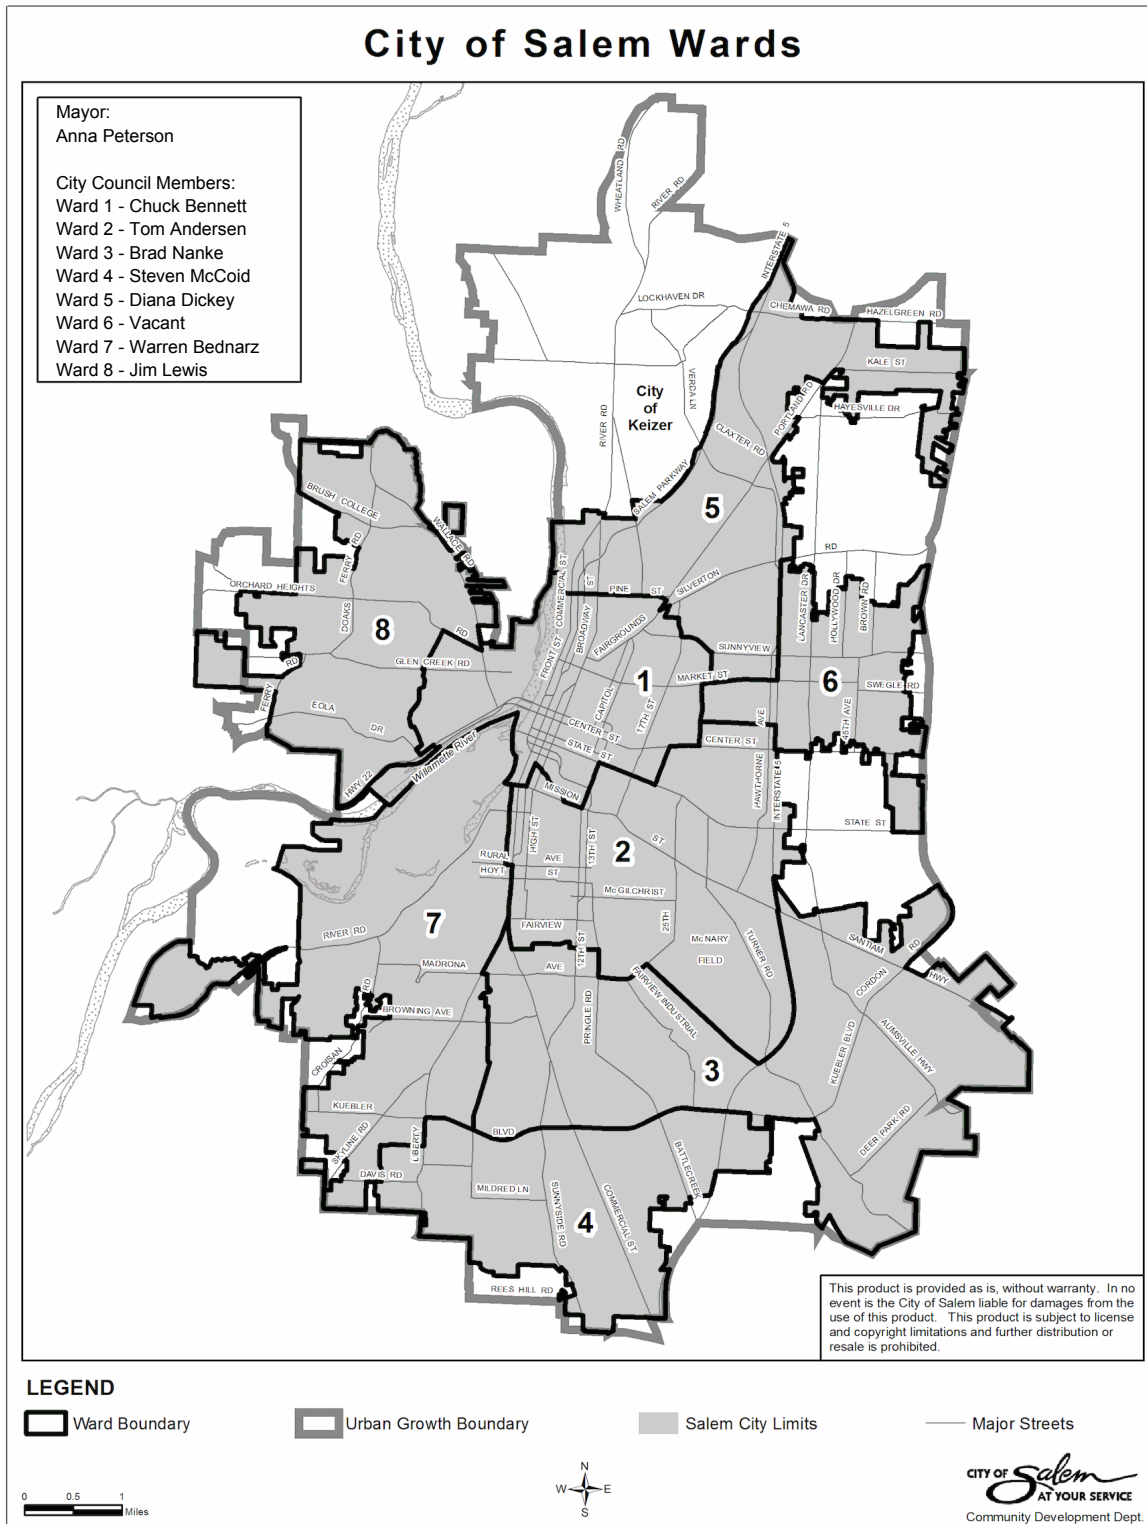 City of Salem Wards
Mayor:
Anna Peterson
City Council Members:
Ward 1 - Chuck Bennett
Ward 2 - Tom Andersen
Ward 3 - Brad Nanke
Ward 4 - Steven McCoid
Ward 5 - Diana Dickey
Ward 6 - Vacant
Ward 7 - Warren Bednarz
Ward 8 - Jim Lewis
WHEATLAND RD
RIVER RD
INTERSTATE 5
LOCKHAVEN DR
CHEMAWA RD
HAZELGREEN RD
KALE ST
VERDA LN
City
of
Keizer
PORTLAND RD
HAYESVILLE DR
RIVER RD
CLAXTER RD
SALEM PARKWAY
5
BRUSH COLLEGE
RD
WALLACE RD
FERRY
ORCHARD HEIGHTS
RD
DOAKS
8
GLEN CREEK RD
RD
FERRY
EOLA
DR
HWY 22
Willamette River
COMMERCIAL ST
FRONT ST
BROADWAY
ST
PINE
ST
SILVERTON
RD
FAIRGROUNDS
LANCASTER DR
HOLLYWOOD DR
BROWN RD
SUNNYVIEW
1
MARKET ST
6
SWEGLE RD
CAPITOL
17TH ST
45TH AVE
CENTER ST
STATE ST
CENTER ST
AVE
HAWTHORNE
INTERSTATE 5
STATE ST
MISSION
ST
HIGH ST
13TH ST
2
RURAL
AVE
HOYT
ST
McGILCHRIST
25TH
FAIRVIEW
12TH ST
McNARY
FIELD
TURNER RD
SANTIAM
HWY
RD
CORDON
7
RIVER RD
MADRONA
AVE
RD
BROWNING AVE
CROISAN
PRINGLE RD
FAIRVIEW INDUSTRIAL
3
KUEBLER BLVD
AUMSVILLE HWY
DEER PARK RD
KUEBLER
BLVD
SKYLINE RD
LIBERTY
DAVIS RD
MILDRED LN
SUNNYSIDE RD
COMMERCIAL ST
BATTLECREEK
4
REES HILL RD
This product is provided as is, without warranty. In no
event is the City of Salem liable for damages from the
use of this product. This product is subject to license
and copyright limitations and further distribution or
resale is prohibited.
LEGEND
Ward Boundary
Urban Growth Boundary
Salem City Limits
Major Streets
0 0.5 1
Miles
N
W E
S
CITY OF Salem
AT YOUR SERVICE
Community Development Dept.